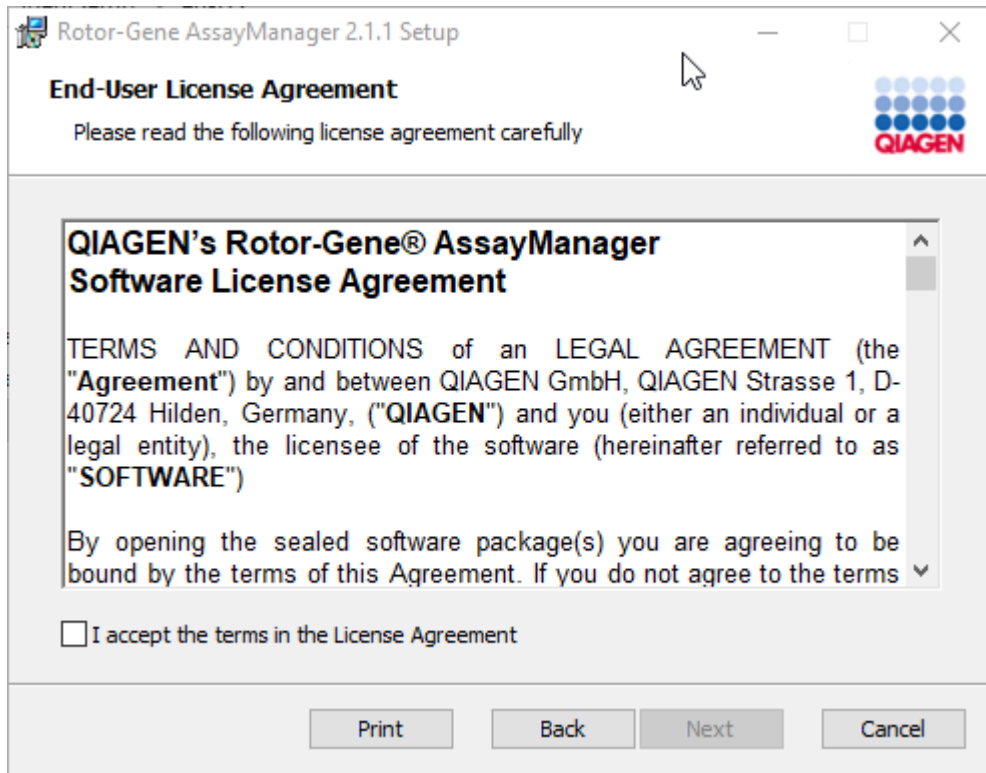 Rotor-Gene AssayManager 2.1.1 Setup
End-User License Agreement
Please read the following license agreement carefully
QIAGEN
QIAGEN's Rotor-Gene® AssayManager
Software License Agreement
TERMS AND CONDITIONS of an LEGAL AGREEMENT (the
"Agreement") by and between QIAGEN GmbH, QIAGEN Strasse 1, D-
40724 Hilden, Germany, ("QIAGEN") and you (either an individual or a
legal entity), the licensee of the software (hereinafter referred to as
"SOFTWARE")
By opening the sealed software package(s) you are agreeing to be
bound by the terms of this Agreement. If you do not agree to the terms
I accept the terms in the License Agreement
Print Back Next Cancel